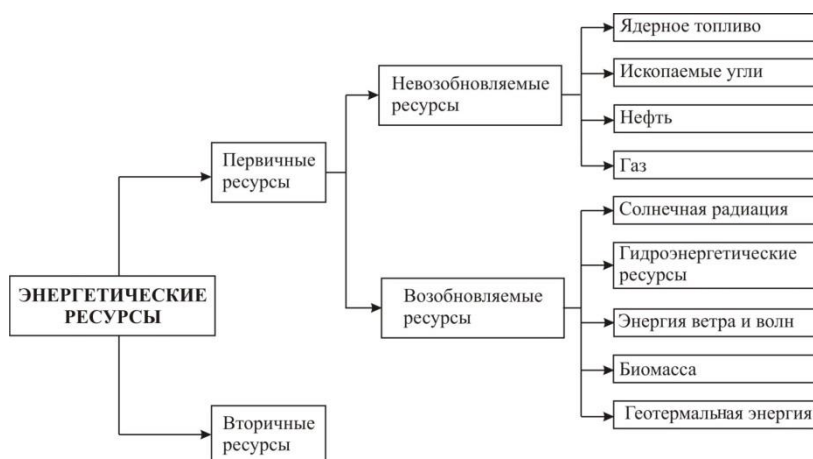 ЭНЕРГЕТИЧЕСКИЕ
РЕСУРСЫ
Первичные
ресурсы
Невозобновляемые
ресурсы
Ядерное топливо
Ископаемые угли
Нефть
Газ
Возобновляемые
ресурсы
Солнечная радиация
Гидроэнергетические
ресурсы
Энергия ветра и волн
Биомасса
Геотермальная энергия
Вторичные
ресурсы